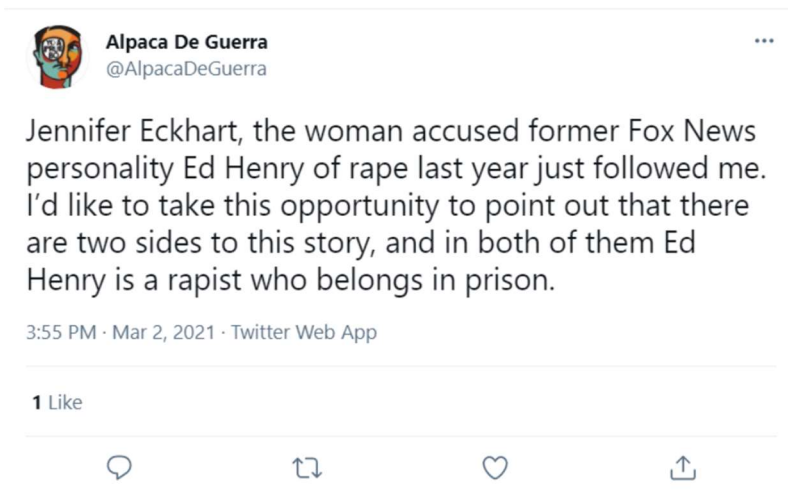 Alpaca De Guerra
@AlpacaDeGuerra
Jennifer Eckhart, the woman accused former Fox News
personality Ed Henry of rape last year just followed me.
I'd like to take this opportunity to point out that there
are two sides to this story, and in both of them Ed
Henry is a rapist who belongs in prison.
3:55 PM · Mar 2, 2021 · Twitter Web App
1 Like